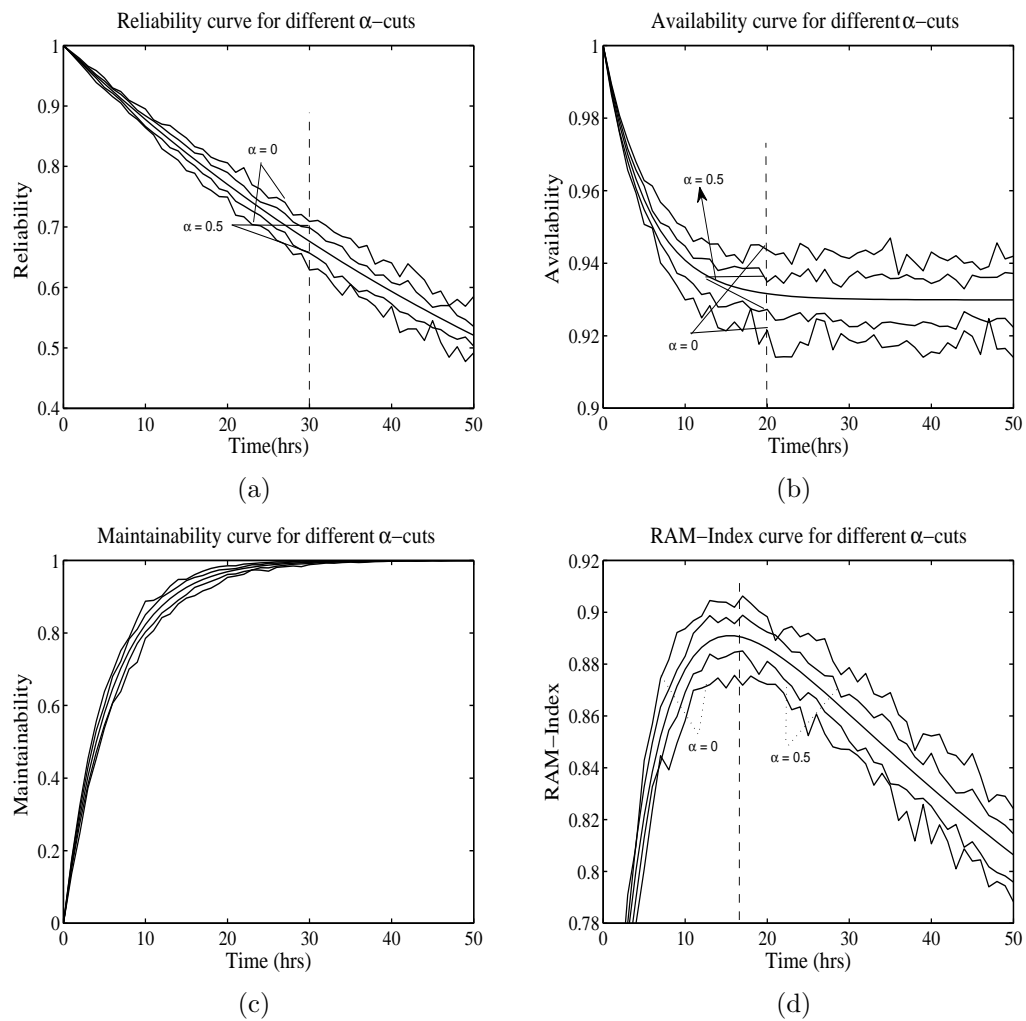 Reliability curve for different α−cuts
1
0.9
0.8
0.7
0.6
0.5
0.4
0
10
20
30
40
50
Reliability
Time(hrs)
α = 0
α = 0.5
(a)
Availability curve for different α−cuts
1
0.98
0.96
0.94
0.92
0.9
0
10
20
30
40
50
Availability
Time(hrs)
α = 0.5
α = 0
(b)
Maintainability curve for different α−cuts
1
0.8
0.6
0.4
0.2
0
0
10
20
30
40
50
Maintainability
Time (hrs)
(c)
RAM−Index curve for different α−cuts
0.92
0.9
0.88
0.86
0.84
0.82
0.8
0.78
0
10
20
30
40
50
RAM−Index
Time (hrs)
α = 0
α = 0.5
(d)